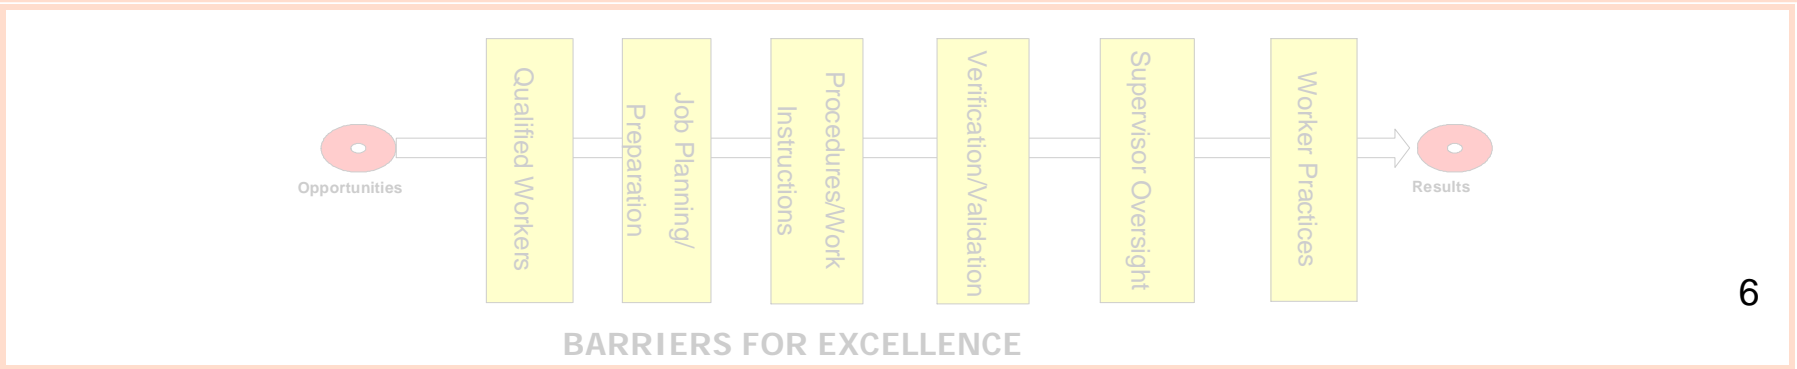 Opportunities
Qualified Workers
Job Planning/
Preparation
Procedures/Work
Instructions
Verification/Validation
Supervisor Oversight
Worker Practices
Results
6
BARRIERS FOR EXCELLENCE